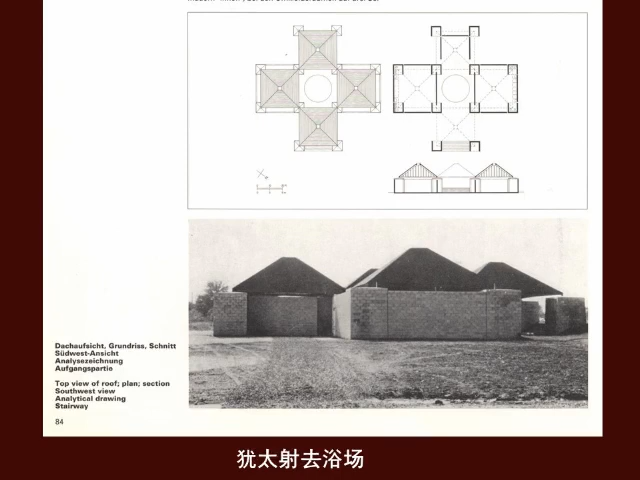 Dachaufsicht, Grundriss, Schnitt
Südwest-Ansicht
Analysezeichnung
Aufgangspartie
Top view of roof; plan; section
Southwest view
Analytical drawing
Stairway
84
犹太射去浴场